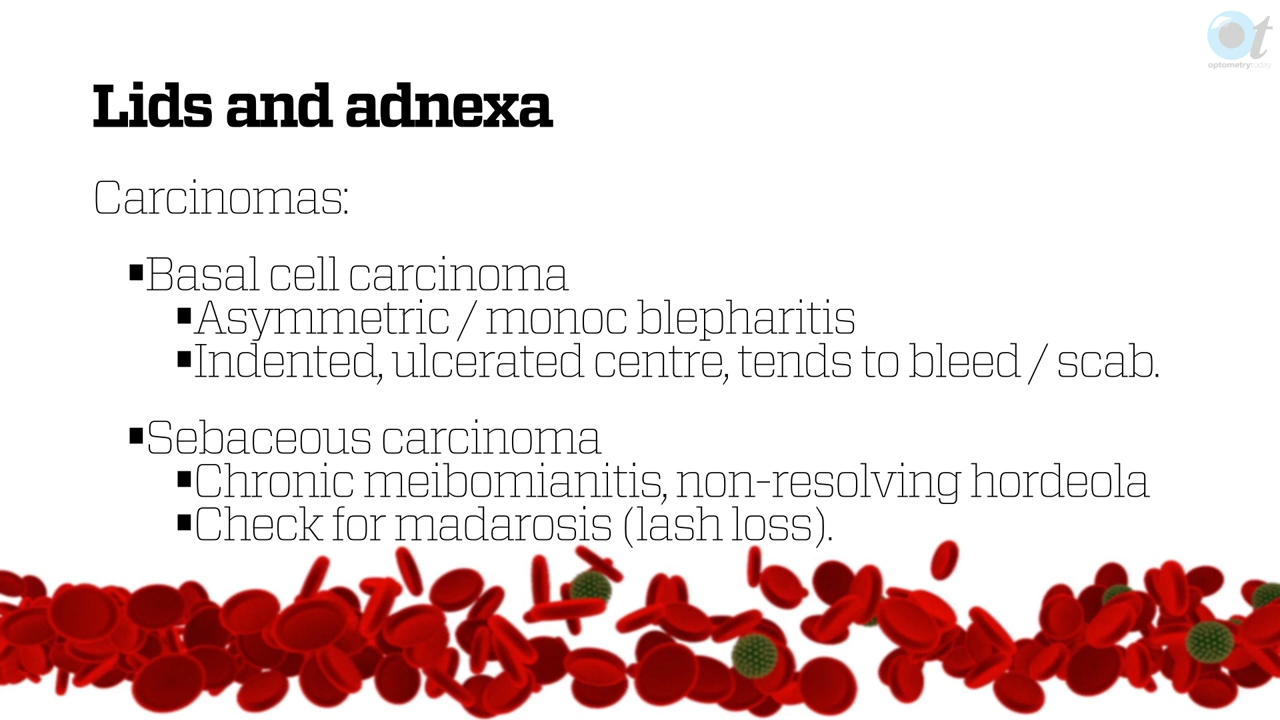 optometrytoday
Lids and adnexa
Carcinomas:
▪Basal cell carcinoma
▪Asymmetric / monoc blepharitis
▪Indented, ulcerated centre, tends to bleed / scab.
▪Sebaceous carcinoma
▪Chronic meibomianitis, non-resolving hordeola
▪Check for madarosis (lash loss).